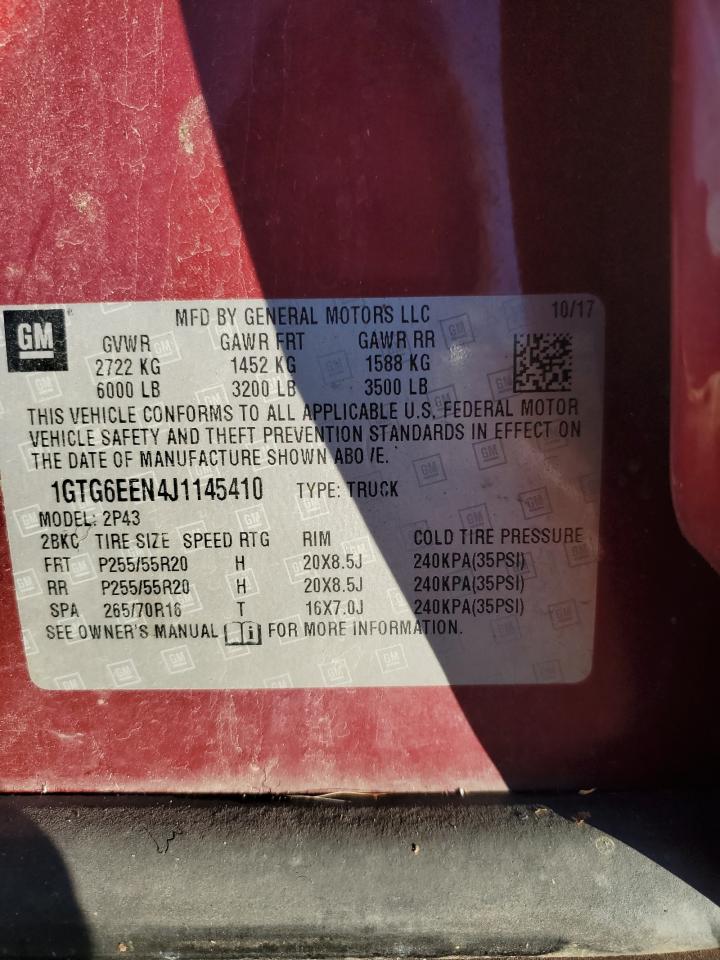 GM ® MFD BY GENERAL MOTORS LLC 10/17
GVWR GAWR FRT GAWR RR
2722 KG 1452 KG 1588 KG
6000 LB 3200 LB 3500 LB
THIS VEHICLE CONFORMS TO ALL APPLICABLE U.S. FEDERAL MOTOR
VEHICLE SAFETY AND THEFT PREVENTION STANDARDS IN EFFECT ON
THE DATE OF MANUFACTURE SHOWN ABO/E.
1GTG6EEN4J1145410 TYPE: TRUCK
MODEL: 2P43
2BKC TIRE SIZE SPEED RTG RIM COLD TIRE PRESSURE
FRT P255/55R20 H 20X8.5J 240KPA(35PSI)
RR P255/55R20 H 20X8.5J 240KPA(35PSI)
SPA 265/70R16 T 16X7.0J 240KPA(35PSI)
SEE OWNER'S MANUAL i FOR MORE INFORMATION.